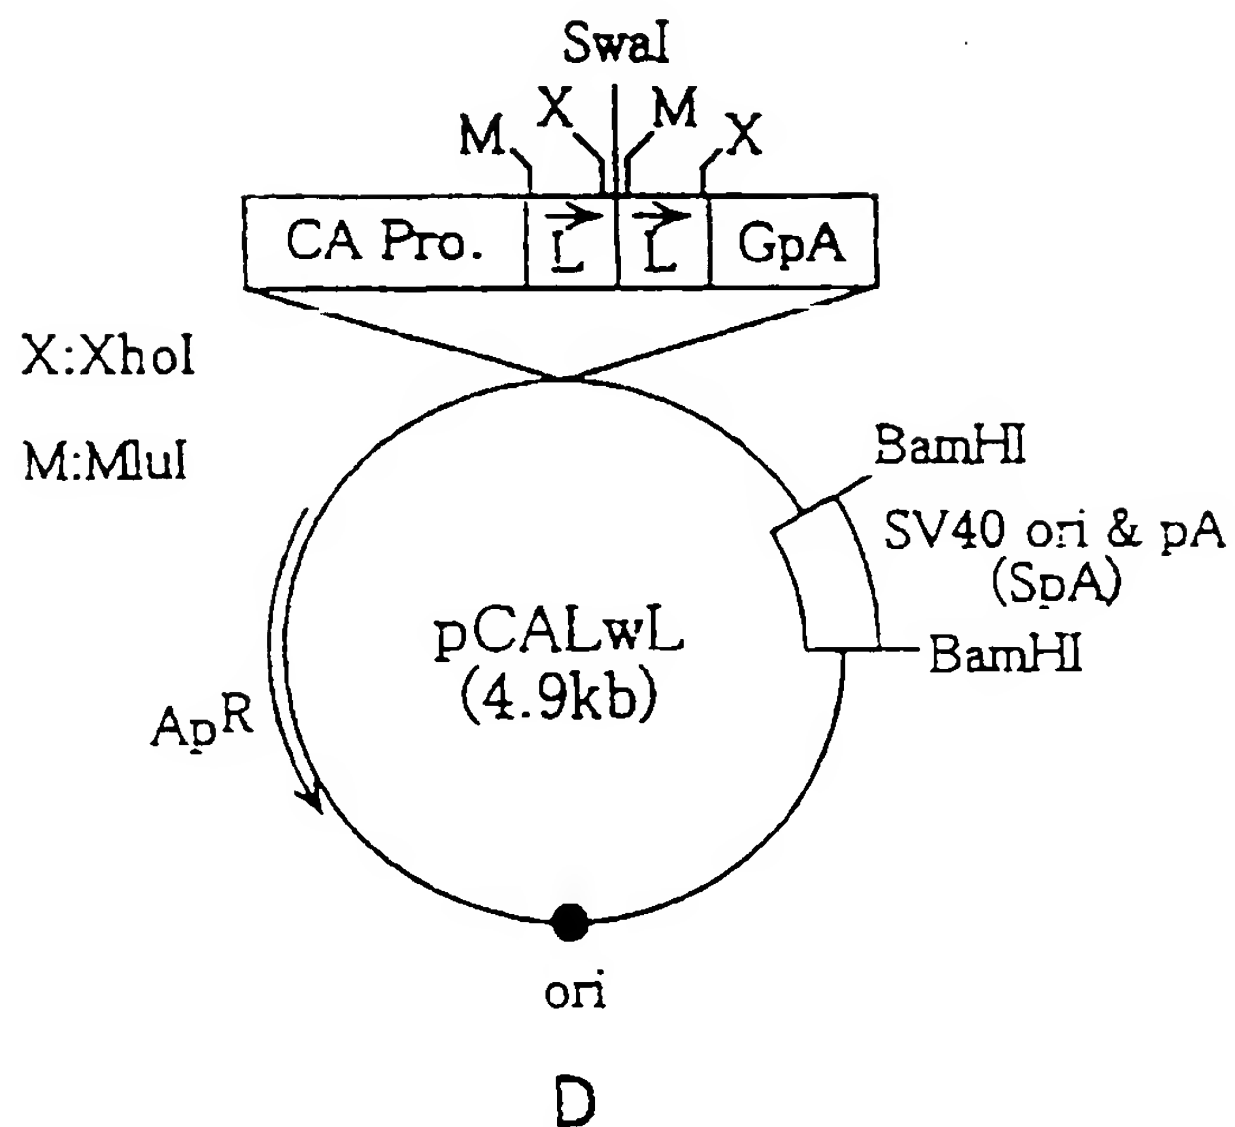 SwaI
M X M X
CA Pro. L L GpA
X:XhoI
M:MluI
BamHI
SV40 ori & pA
(SpA)
BamHI
pCALwL
(4.9kb)
ApR
ori
D